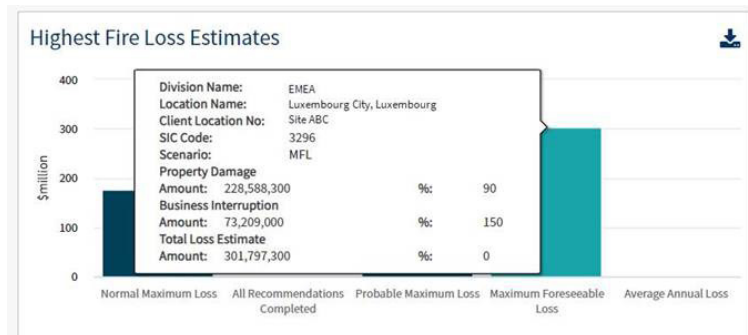 Highest Fire Loss Estimates
400
300
200
100
0
$million
Division Name: EMEA
Location Name: Luxembourg City, Luxembourg
Client Location No: Site ABC
SIC Code: 3296
Scenario: MFL
Property Damage
Amount: 228,588,300 %: 90
Business Interruption
Amount: 73,209,000 %: 150
Total Loss Estimate
Amount: 301,797,300 %: 0
Normal Maximum Loss
All Recommendations
Completed
Probable Maximum Loss
Maximum Foreseeable
Loss
Average Annual Loss